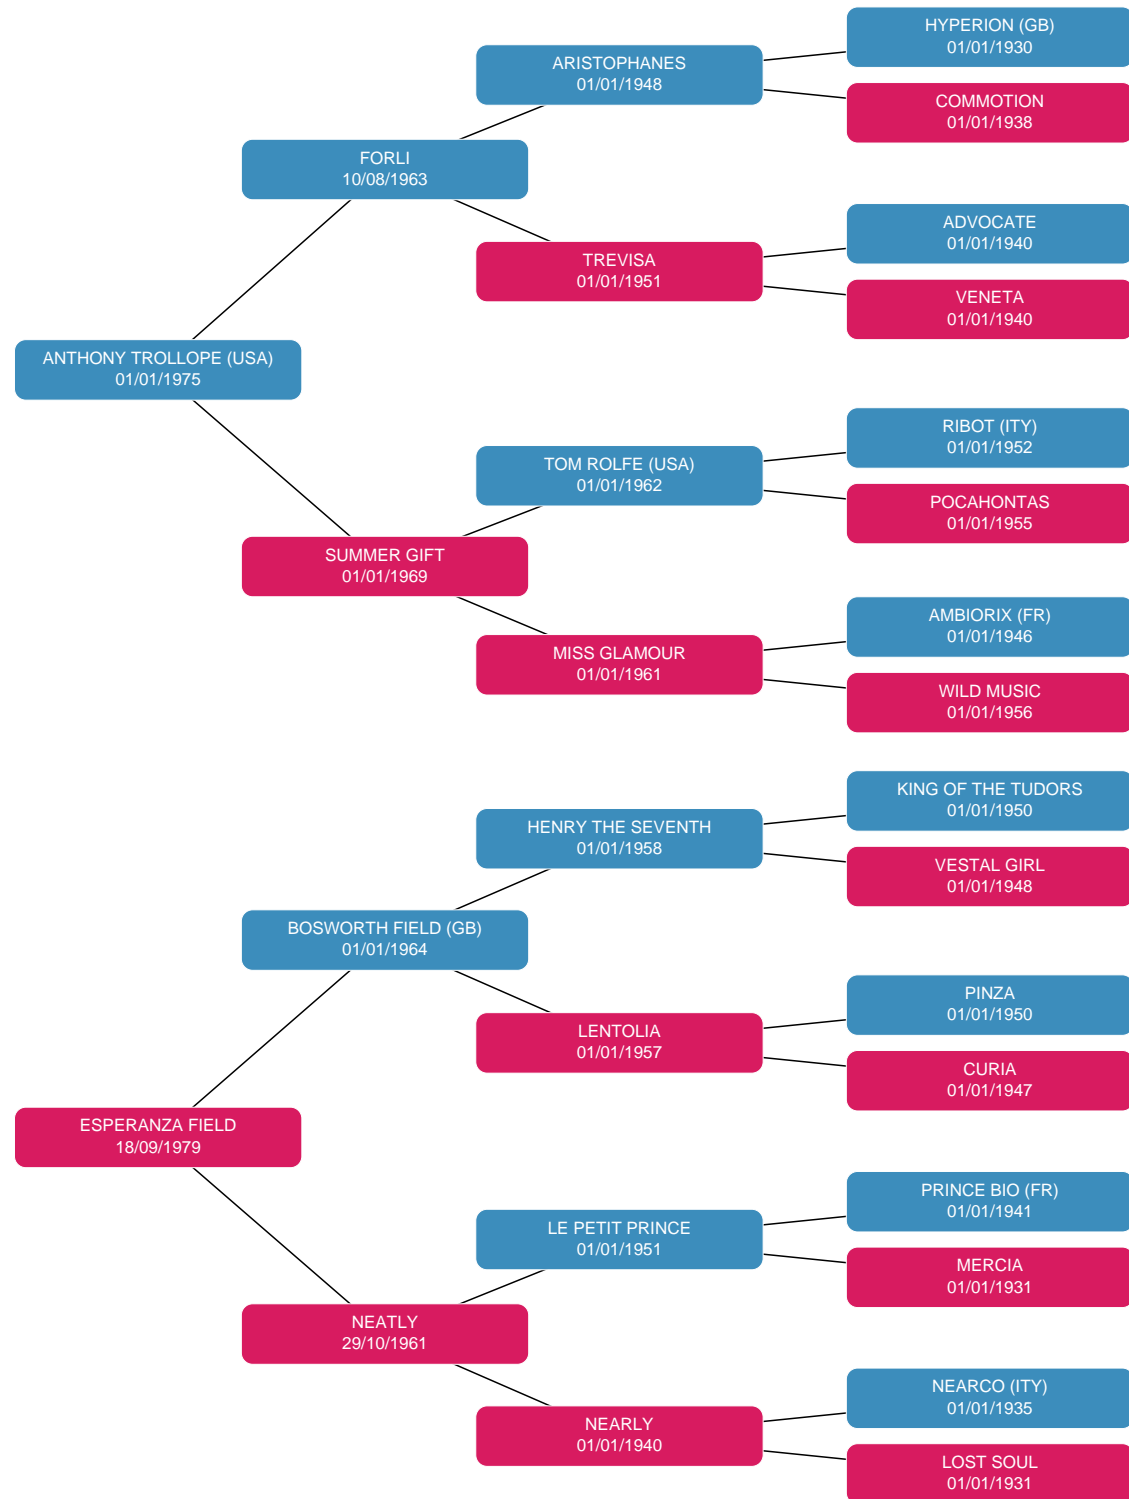 HYPERION (GB)
01/01/1930
ARISTOPHANES
01/01/1948
COMMOTION
01/01/1938
FORLI
10/08/1963
ADVOCATE
01/01/1940
TREVISA
01/01/1951
VENETA
01/01/1940
ANTHONY TROLLOPE (USA)
01/01/1975
RIBOT (ITY)
01/01/1952
TOM ROLFE (USA)
01/01/1962
POCAHONTAS
01/01/1955
SUMMER GIFT
01/01/1969
AMBIORIX (FR)
01/01/1946
MISS GLAMOUR
01/01/1961
WILD MUSIC
01/01/1956
KING OF THE TUDORS
01/01/1950
HENRY THE SEVENTH
01/01/1958
VESTAL GIRL
01/01/1948
BOSWORTH FIELD (GB)
01/01/1964
PINZA
01/01/1950
LENTOLIA
01/01/1957
CURIA
01/01/1947
ESPERANZA FIELD
18/09/1979
PRINCE BIO (FR)
01/01/1941
LE PETIT PRINCE
01/01/1951
MERCIA
01/01/1931
NEATLY
29/10/1961
NEARCO (ITY)
01/01/1935
NEARLY
01/01/1940
LOST SOUL
01/01/1931